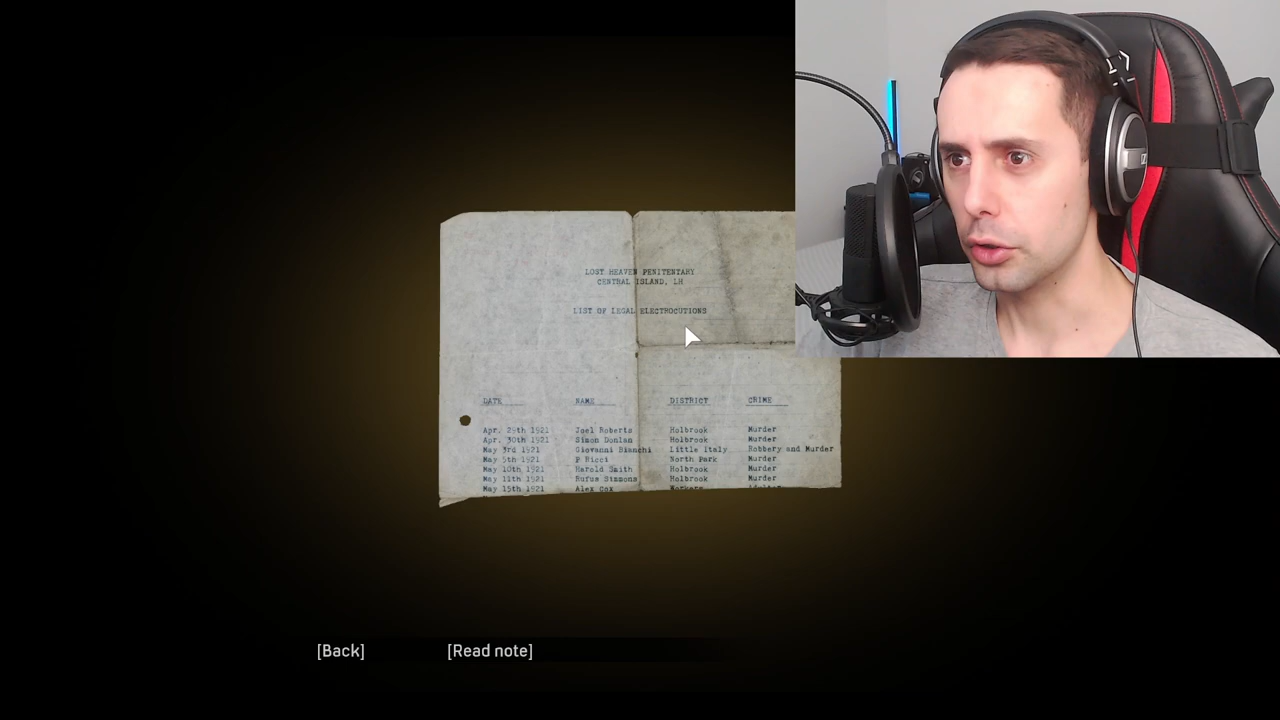 LOST HEAVEN PENITENTARY
CENTRAL ISLAND, LH
LIST OF LEGAL ELECTROCUTIONS
DATE NAME DISTRICT CRIME
Apr. 29th 1921 Joel Roberts Holbrook Murder
Apr. 30th 1921 Simon Donlan Holbrook Murder
May 3rd 1921 Giovanni Bianchi Little Italy Robbery and Murder
May 5th 1921 P Ricci North Park Murder
May 10th 1921 Harold Smith Holbrook Murder
May 11th 1921 Rufus Simmons Holbrook Murder
May 15th 1921 Alex Cox
[Back] [Read note]